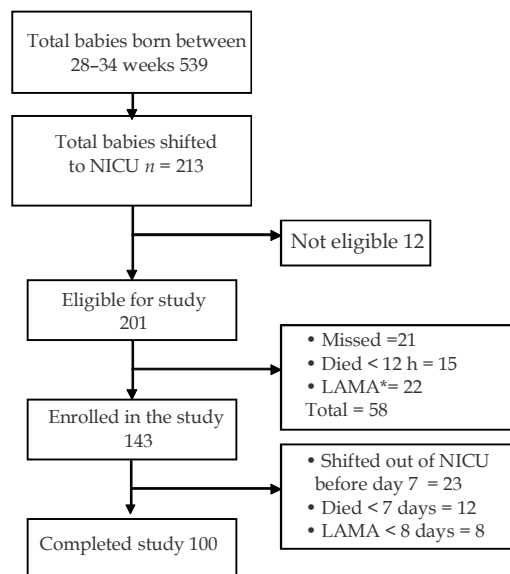 Total babies born between
28–34 weeks 539
Total babies shifted
to NICU n = 213
Not eligible 12
Eligible for study
201
• Missed =21
• Died < 12 h = 15
• LAMA*= 22
Total = 58
Enrolled in the study
143
• Shifted out of NICU
before day 7 = 23
• Died < 7 days = 12
• LAMA < 8 days = 8
Completed study 100